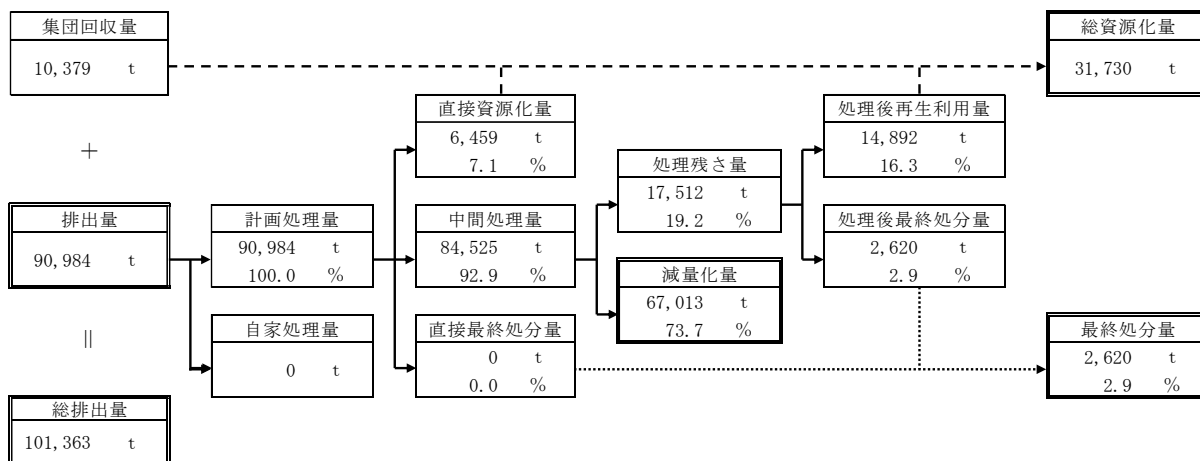 集団回収量
10,379 t
総資源化量
31,730 t
直接資源化量
6,459 t
7.1 %
処理後再生利用量
14,892 t
16.3 %
+
処理残さ量
17,512 t
19.2 %
排出量
90,984 t
計画処理量
90,984 t
100.0 %
中間処理量
84,525 t
92.9 %
処理後最終処分量
2,620 t
2.9 %
減量化量
67,013 t
73.7 %
||
自家処理量
0 t
直接最終処分量
0 t
0.0 %
最終処分量
2,620 t
2.9 %
総排出量
101,363 t